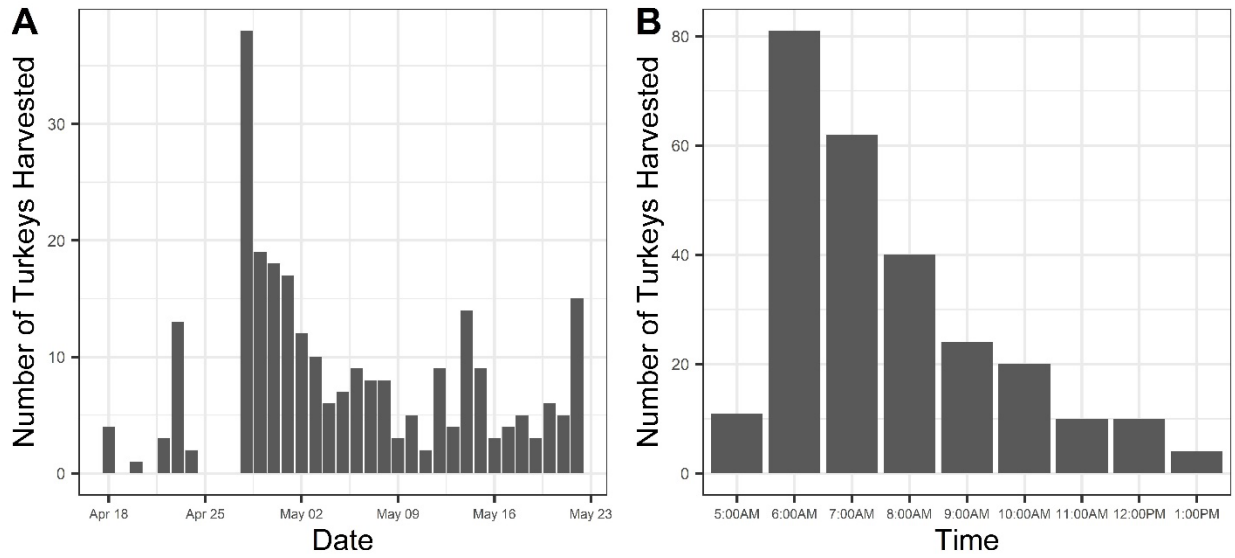 A
Number of Turkeys Harvested
30
20
10
0
Apr 18 Apr 25 May 02 May 09 May 16 May 23
Date
B
Number of Turkeys Harvested
80
60
40
20
0
5:00AM 6:00AM 7:00AM 8:00AM 9:00AM 10:00AM 11:00AM 12:00PM 1:00PM
Time